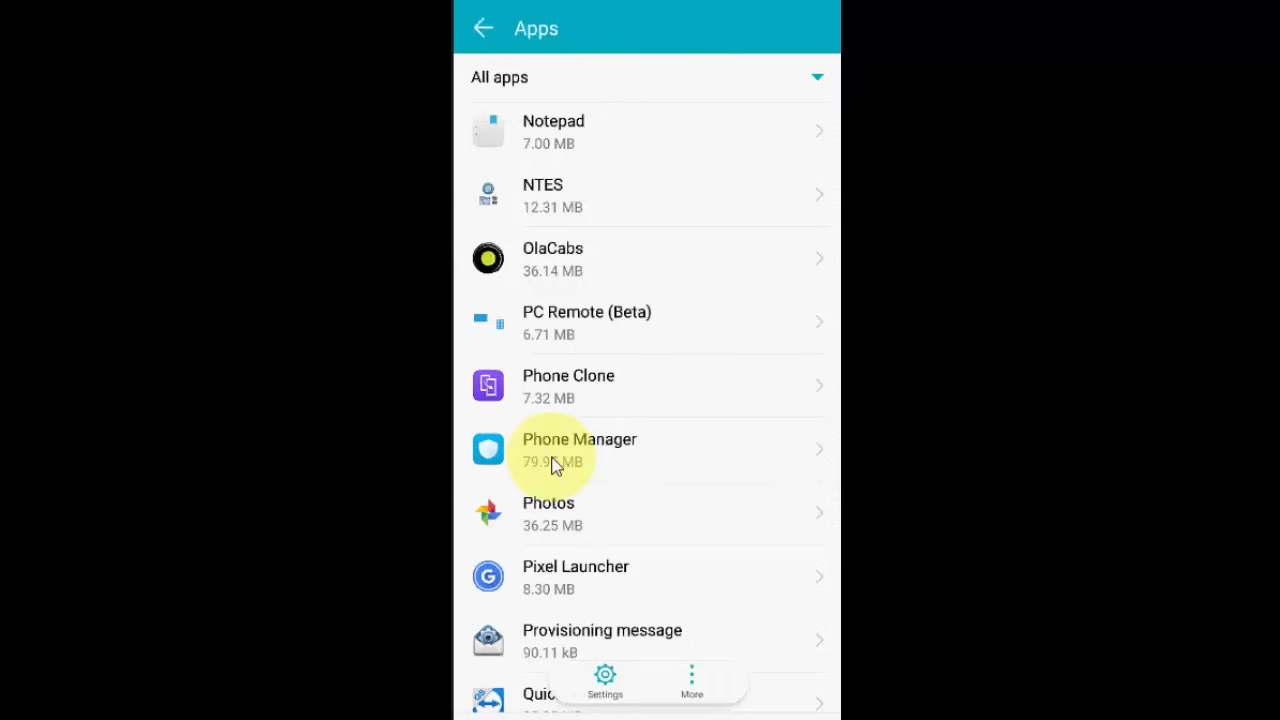 Apps
All apps
Notepad
7.00 MB
NTES
12.31 MB
OlaCabs
36.14 MB
PC Remote (Beta)
6.71 MB
Phone Clone
7.32 MB
Phone Manager
MB
Photos
36.25 MB
Pixel Launcher
8.30 MB
Provisioning message
90.11 kB
Settings
More